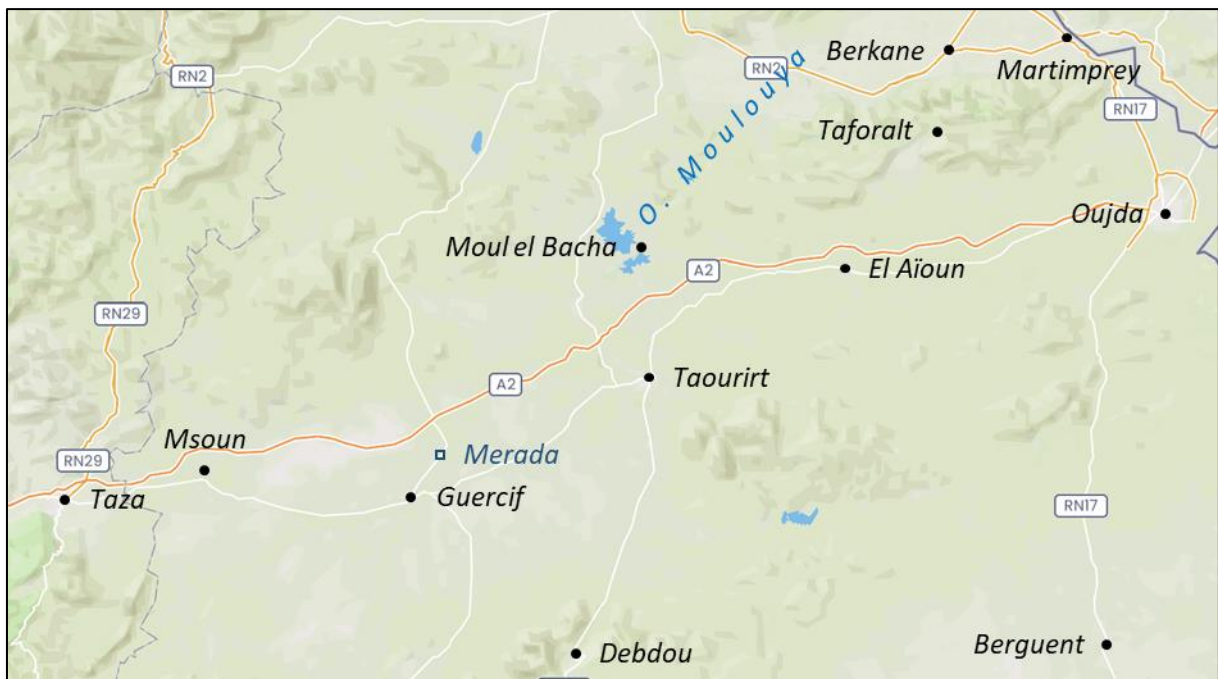 Berkane
RN2
Martimprey
RN2
RN17
Taforalt
O. Moulouya
Oujda
Moul el Bacha
A2
El Aïoun
RN29
Taourirt
A2
Msoun
RN29
Merada
Taza
Guercif
RN17
Debdou
Berguent